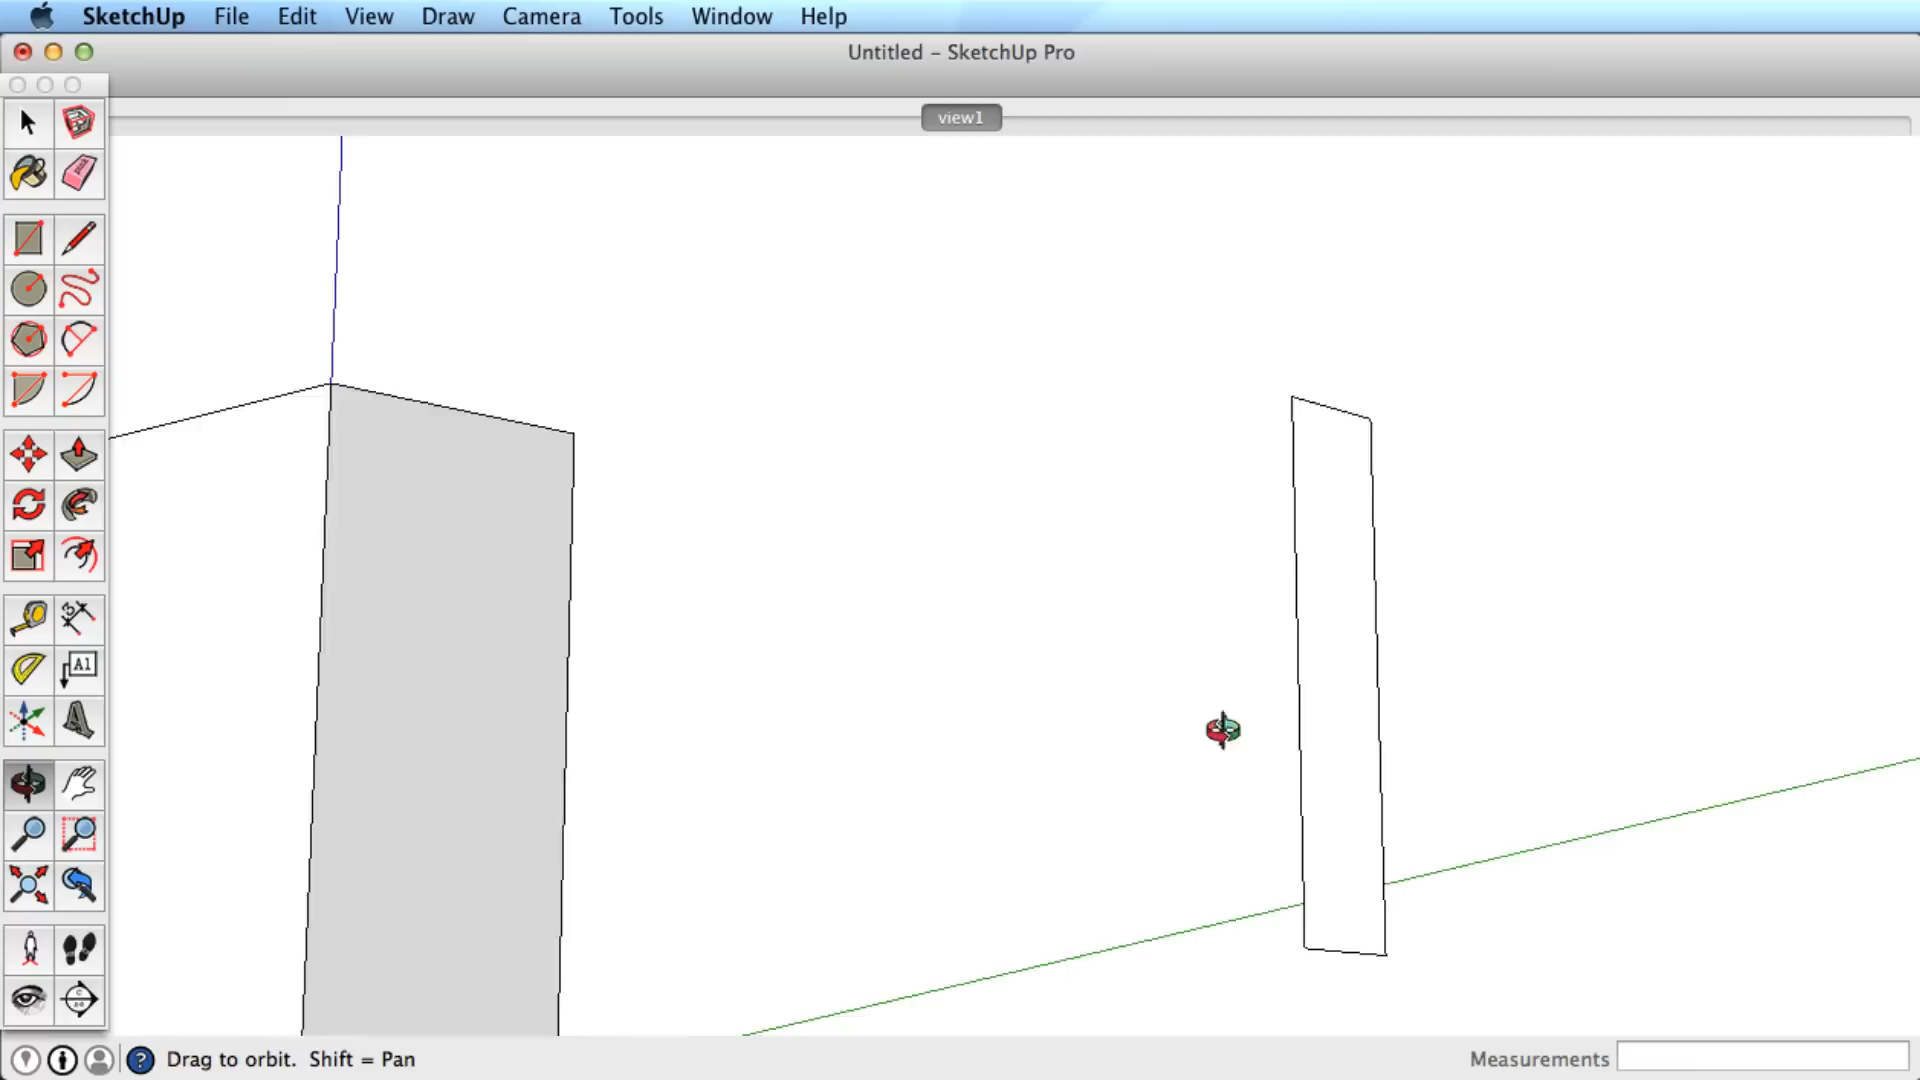 SketchUp File Edit View Draw Camera Tools Window Help
Untitled – SketchUp Pro
view1
A1
Drag to orbit. Shift = Pan
Measurements